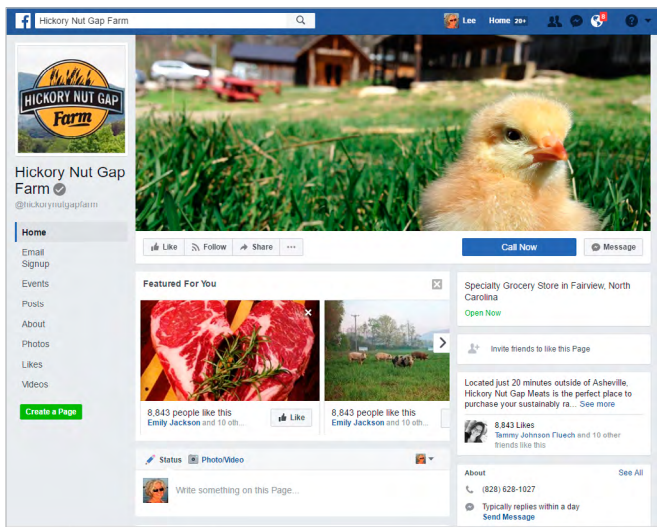 Hickory Nut Gap Farm
Lee
Home 20+
8
HICKORY NUT GAP
Farm
Hickory Nut Gap
Farm
@hickorynutgapfarm
Home
Email
Signup
Events
Posts
About
Photos
Likes
Videos
Create a Page
Like
Follow
Share
Call Now
Message
Featured For You
8,843 people like this
Emily Jackson and 10 oth...
Like
8,843 people like this
Emily Jackson and 10 oth...
Status
Photo/Video
Write something on this Page...
Specialty Grocery Store in Fairview, North
Carolina
Open Now
Invite friends to like this Page
Located just 20 minutes outside of Asheville,
Hickory Nut Gap Meats is the perfect place to
purchase your sustainably ra... See more
8,843 Likes
Tammy Johnson Fluech and 10 other
friends like this
About
See All
(828) 628-1027
Typically replies within a day
Send Message